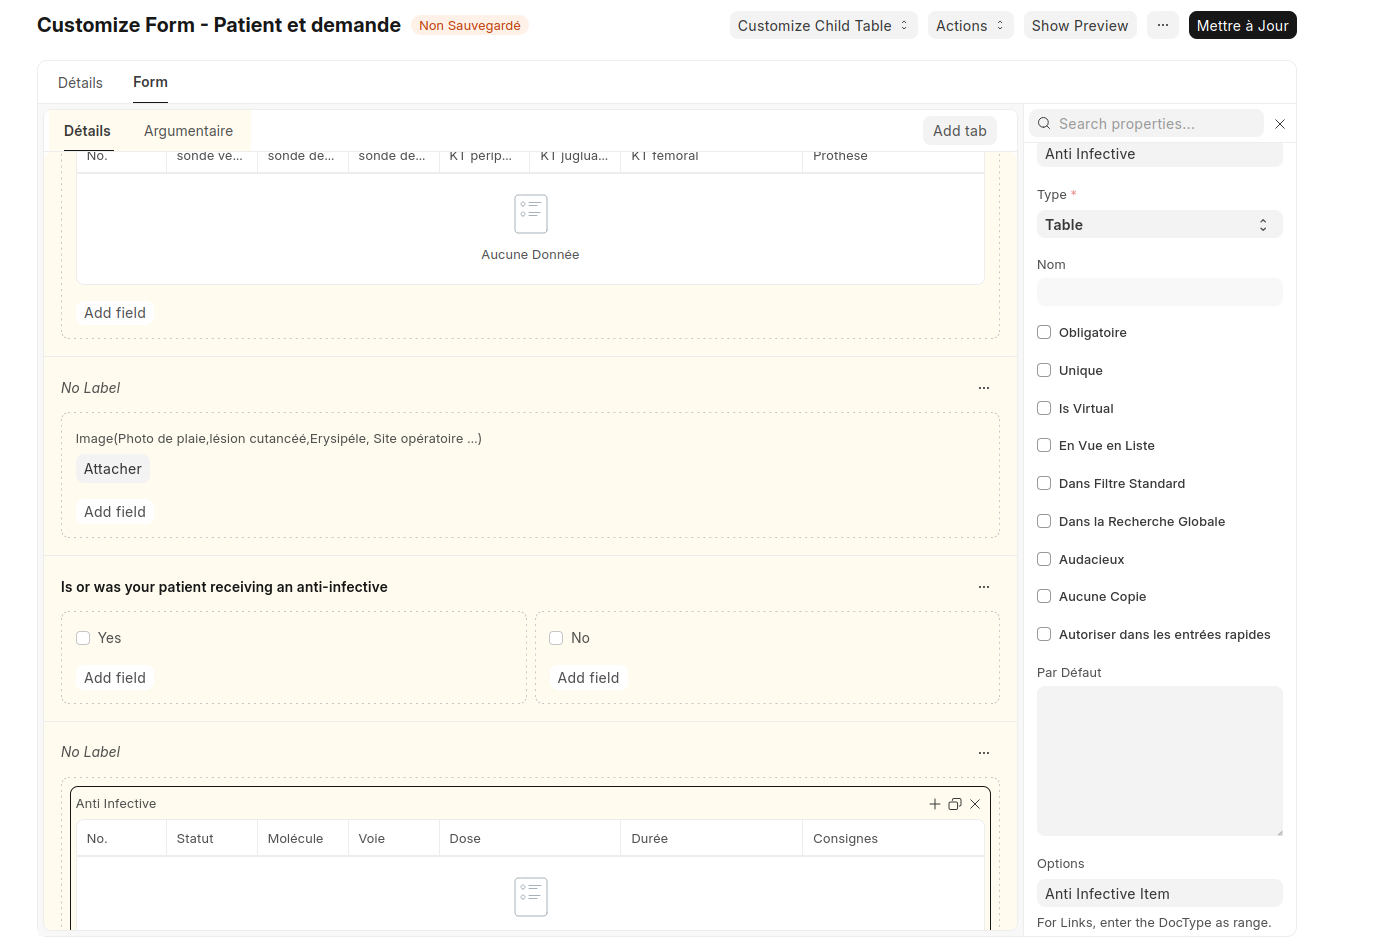 Customize Form - Patient et demande
Non Sauvegardé
Customize Child Table
Actions
Show Preview
...
Mettre à Jour
Détails
Form
Détails
Argumentaire
Add tab
No.
sonde ve...
sonde de...
sonde de...
KT périp...
KT jugula...
KT fémoral
Prothèse
Aucune Donnée
Add field
No Label
...
Image(Photo de plaie,lésion cutancéé,Erysipéle, Site opératoire ...)
Attacher
Add field
Is or was your patient receiving an anti-infective
...
Yes
Add field
No
Add field
No Label
...
Anti Infective
No.
Statut
Molécule
Voie
Dose
Durée
Consignes
Search properties...
Anti Infective
Type *
Table
Nom
Obligatoire
Unique
Is Virtual
En Vue en Liste
Dans Filtre Standard
Dans la Recherche Globale
Audacieux
Aucune Copie
Autoriser dans les entrées rapides
Par Défaut
Options
Anti Infective Item
For Links, enter the DocType as range.